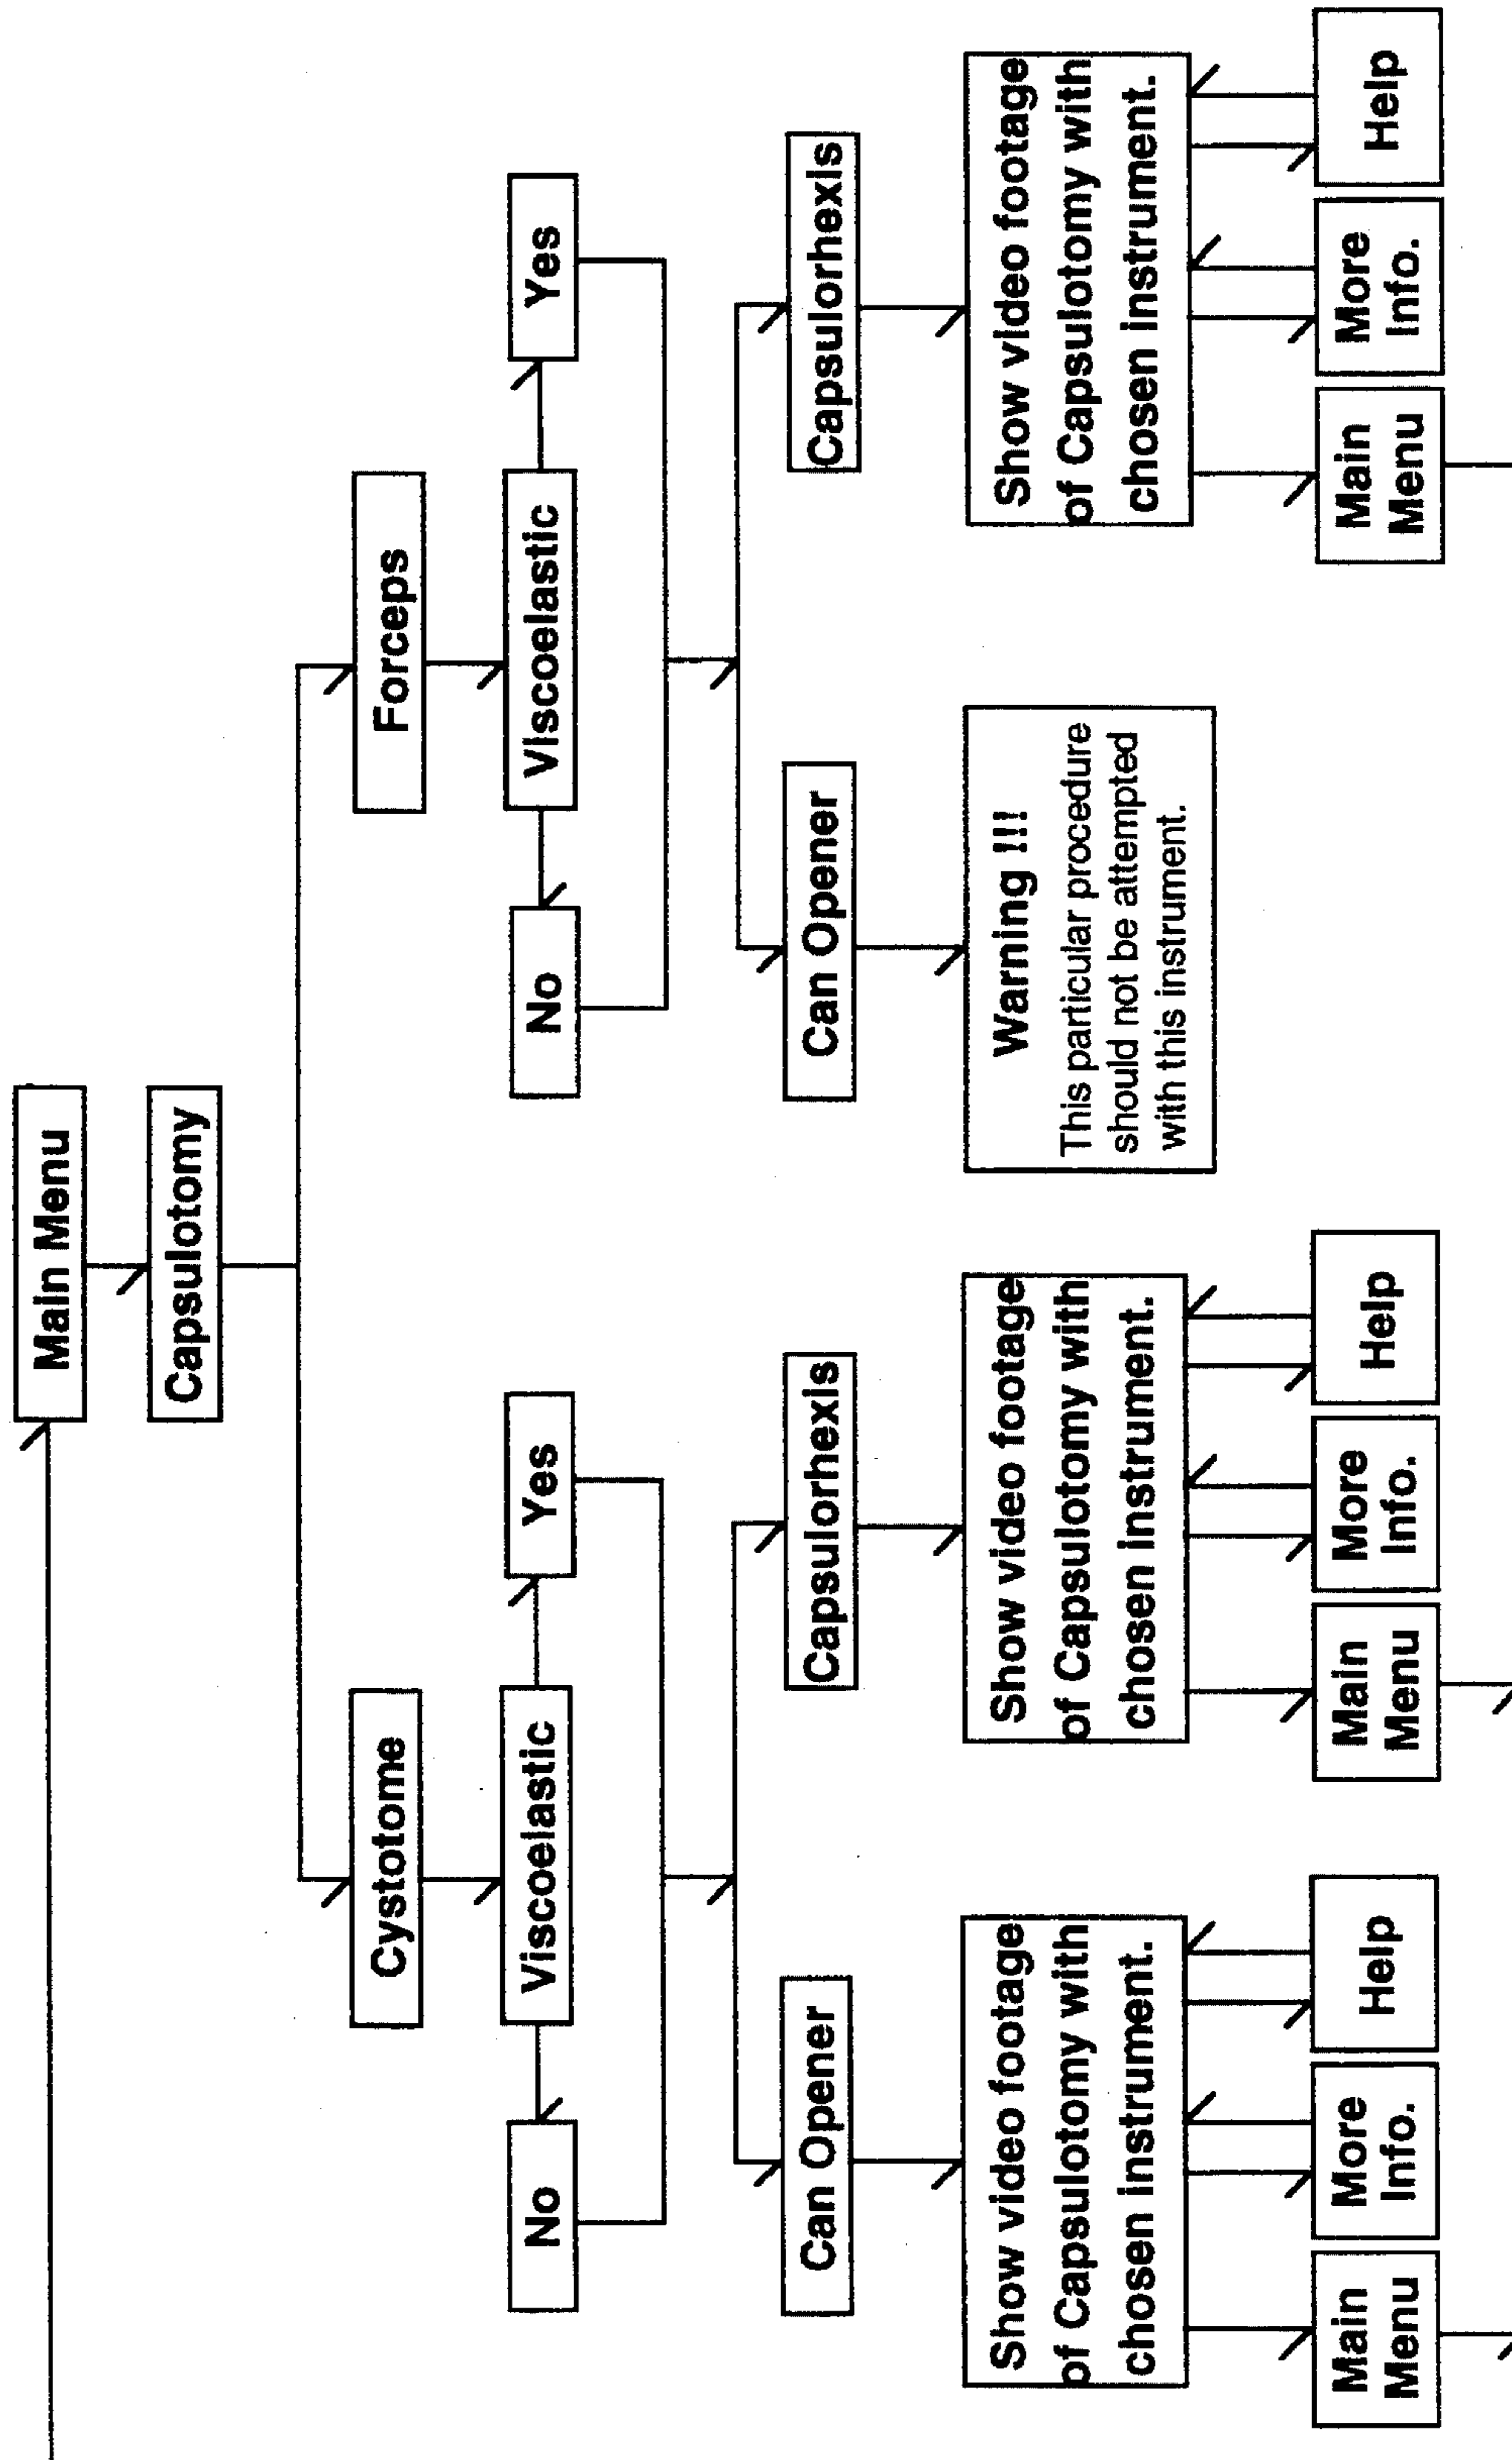 Main Menu
Capsulotomy
Cystotome
Forceps
No
Viscoelastic
Yes
No
Viscoelastic
Yes
Can Opener
Capsulorhexis
Can Opener
Capsulorhexis
Show video footage
of Capsulotomy with
chosen instrument.
Show video footage
of Capsulotomy with
chosen instrument.
Warning !!!
This particular procedure
should not be attempted
with this instrument.
Show video footage
of Capsulotomy with
chosen instrument.
Main
Menu
More
Info.
Help
Main
Menu
More
Info.
Help
Main
Menu
More
Info.
Help